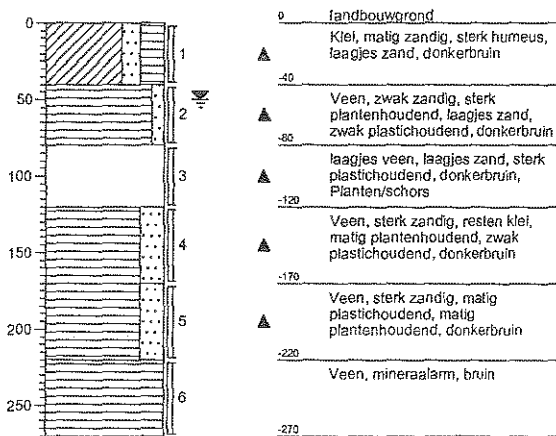 0
50
100
150
200
250
1
2
3
4
5
6
0 landbouwgrond
Klei, matig zandig, sterk humeus,
laagjes zand, donkerbruin
-40
Veen, zwak zandig, sterk
plantenhoudend, laagjes zand,
zwak plastichoudend, donkerbruin
-80
laagjes veen, laagjes zand, sterk
plastichoudend, donkerbruin,
Planten/schors
-120
Veen, sterk zandig, resten klei,
matig plantenhoudend, zwak
plastichoudend, donkerbruin
-170
Veen, sterk zandig, matig
plastichoudend, matig
plantenhoudend, donkerbruin
-220
Veen, mineraalarm, bruin
-270